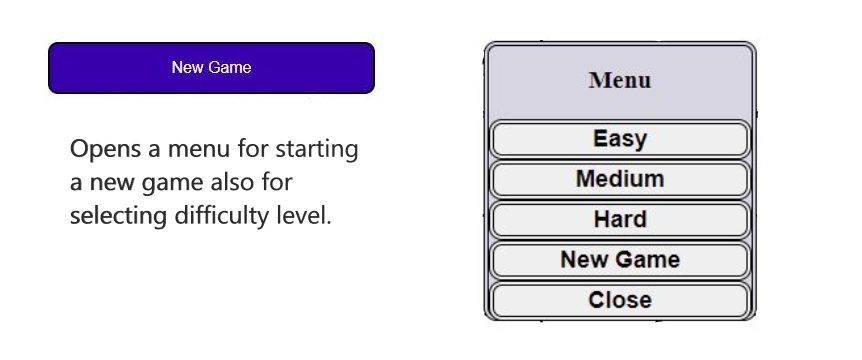 New Game
Opens a menu for starting
a new game also for
selecting difficulty level.
Menu
Easy
Medium
Hard
New Game
Close